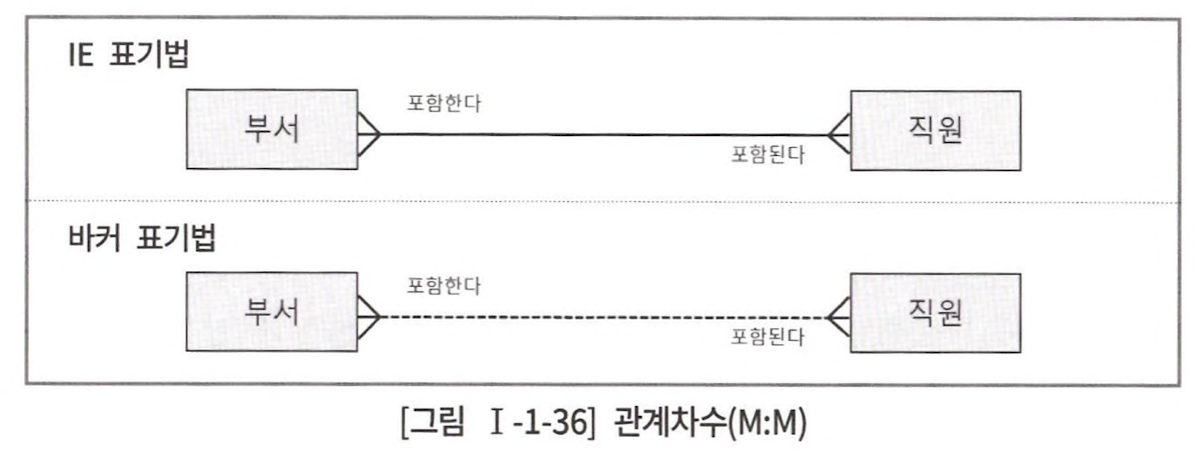 IE 표기법
포함한다
부서
직원
포함된다
바커 표기법
포함한다
부서
직원
포함된다
[그림 Ⅰ-1-36] 관계차수(M:M)